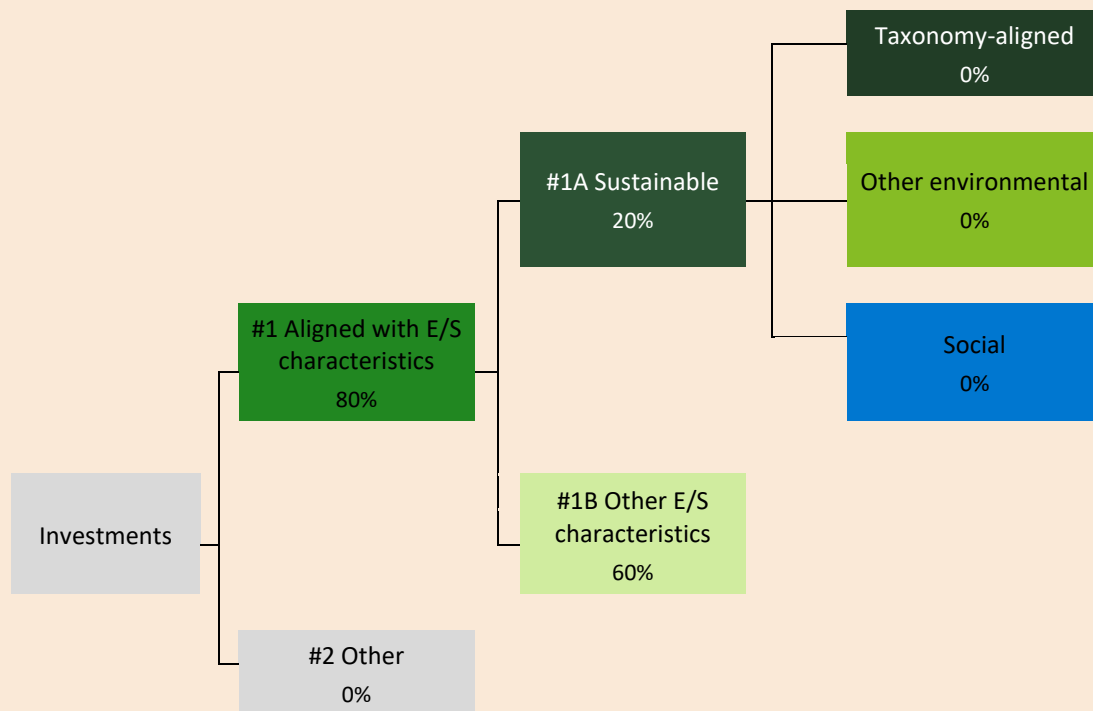 Taxonomy-aligned
0%
#1A Sustainable
20%
Other environmental
0%
#1 Aligned with E/S
characteristics
80%
Social
0%
Investments
#1B Other E/S
characteristics
60%
#2 Other
0%